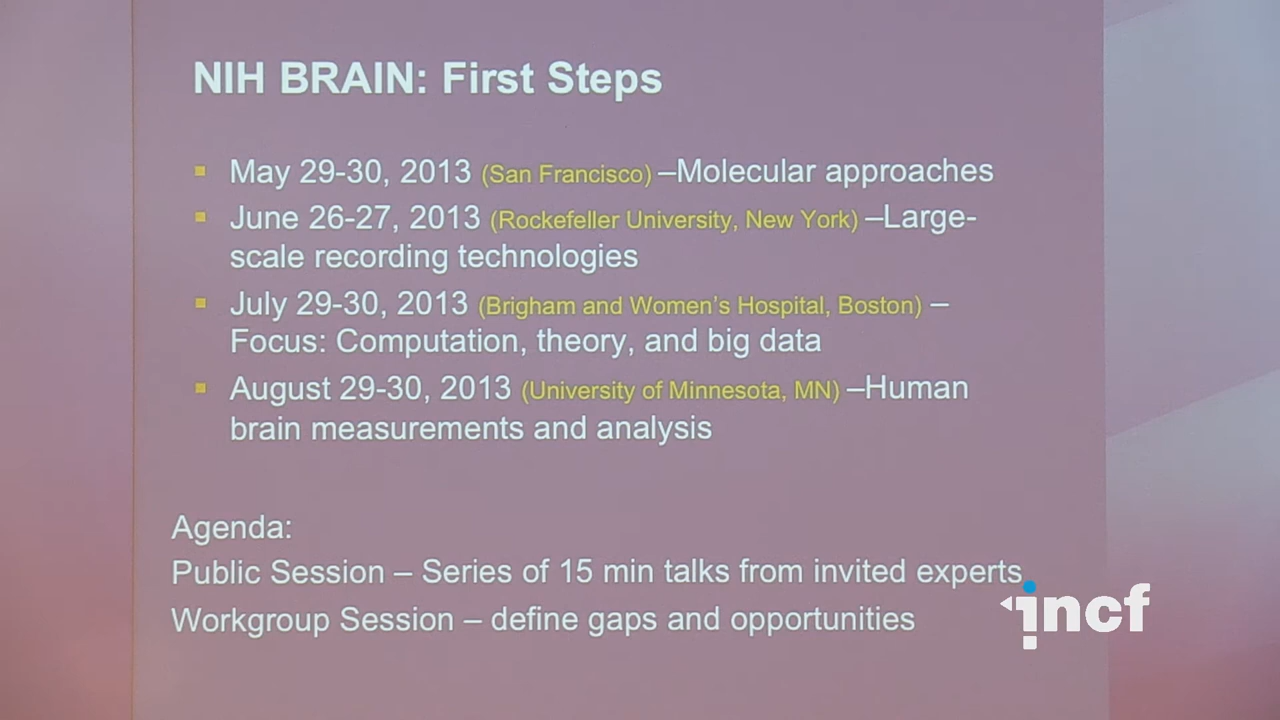 NIH BRAIN: First Steps
▪ May 29-30, 2013 (San Francisco) –Molecular approaches
▪ June 26-27, 2013 (Rockefeller University, New York) –Large-
scale recording technologies
▪ July 29-30, 2013 (Brigham and Women's Hospital, Boston) –
Focus: Computation, theory, and big data
▪ August 29-30, 2013 (University of Minnesota, MN) –Human
brain measurements and analysis
Agenda:
Public Session – Series of 15 min talks from invited experts
Workgroup Session – define gaps and opportunities
incf